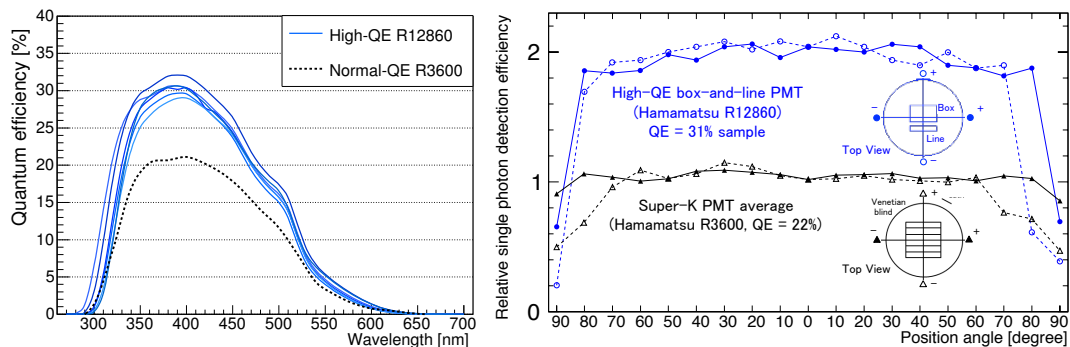 Quantum efficiency [%]
40
35
30
25
20
15
10
5
0
High-QE R12860
Normal-QE R3600
300 350 400 450 500 550 600 650 700
Wavelength [nm]
Relative single photon detection efficiency
2
1
0
High-QE box-and-line PMT
(Hamamatsu R12860)
QE = 31% sample
+
− +
Box
Line
Top View −
Super-K PMT average
(Hamamatsu R3600, QE = 22%)
Venetian
blind
+
− +
Top View −
90 80 70 60 50 40 30 20 10 0 10 20 30 40 50 60 70 80 90
Position angle [degree]